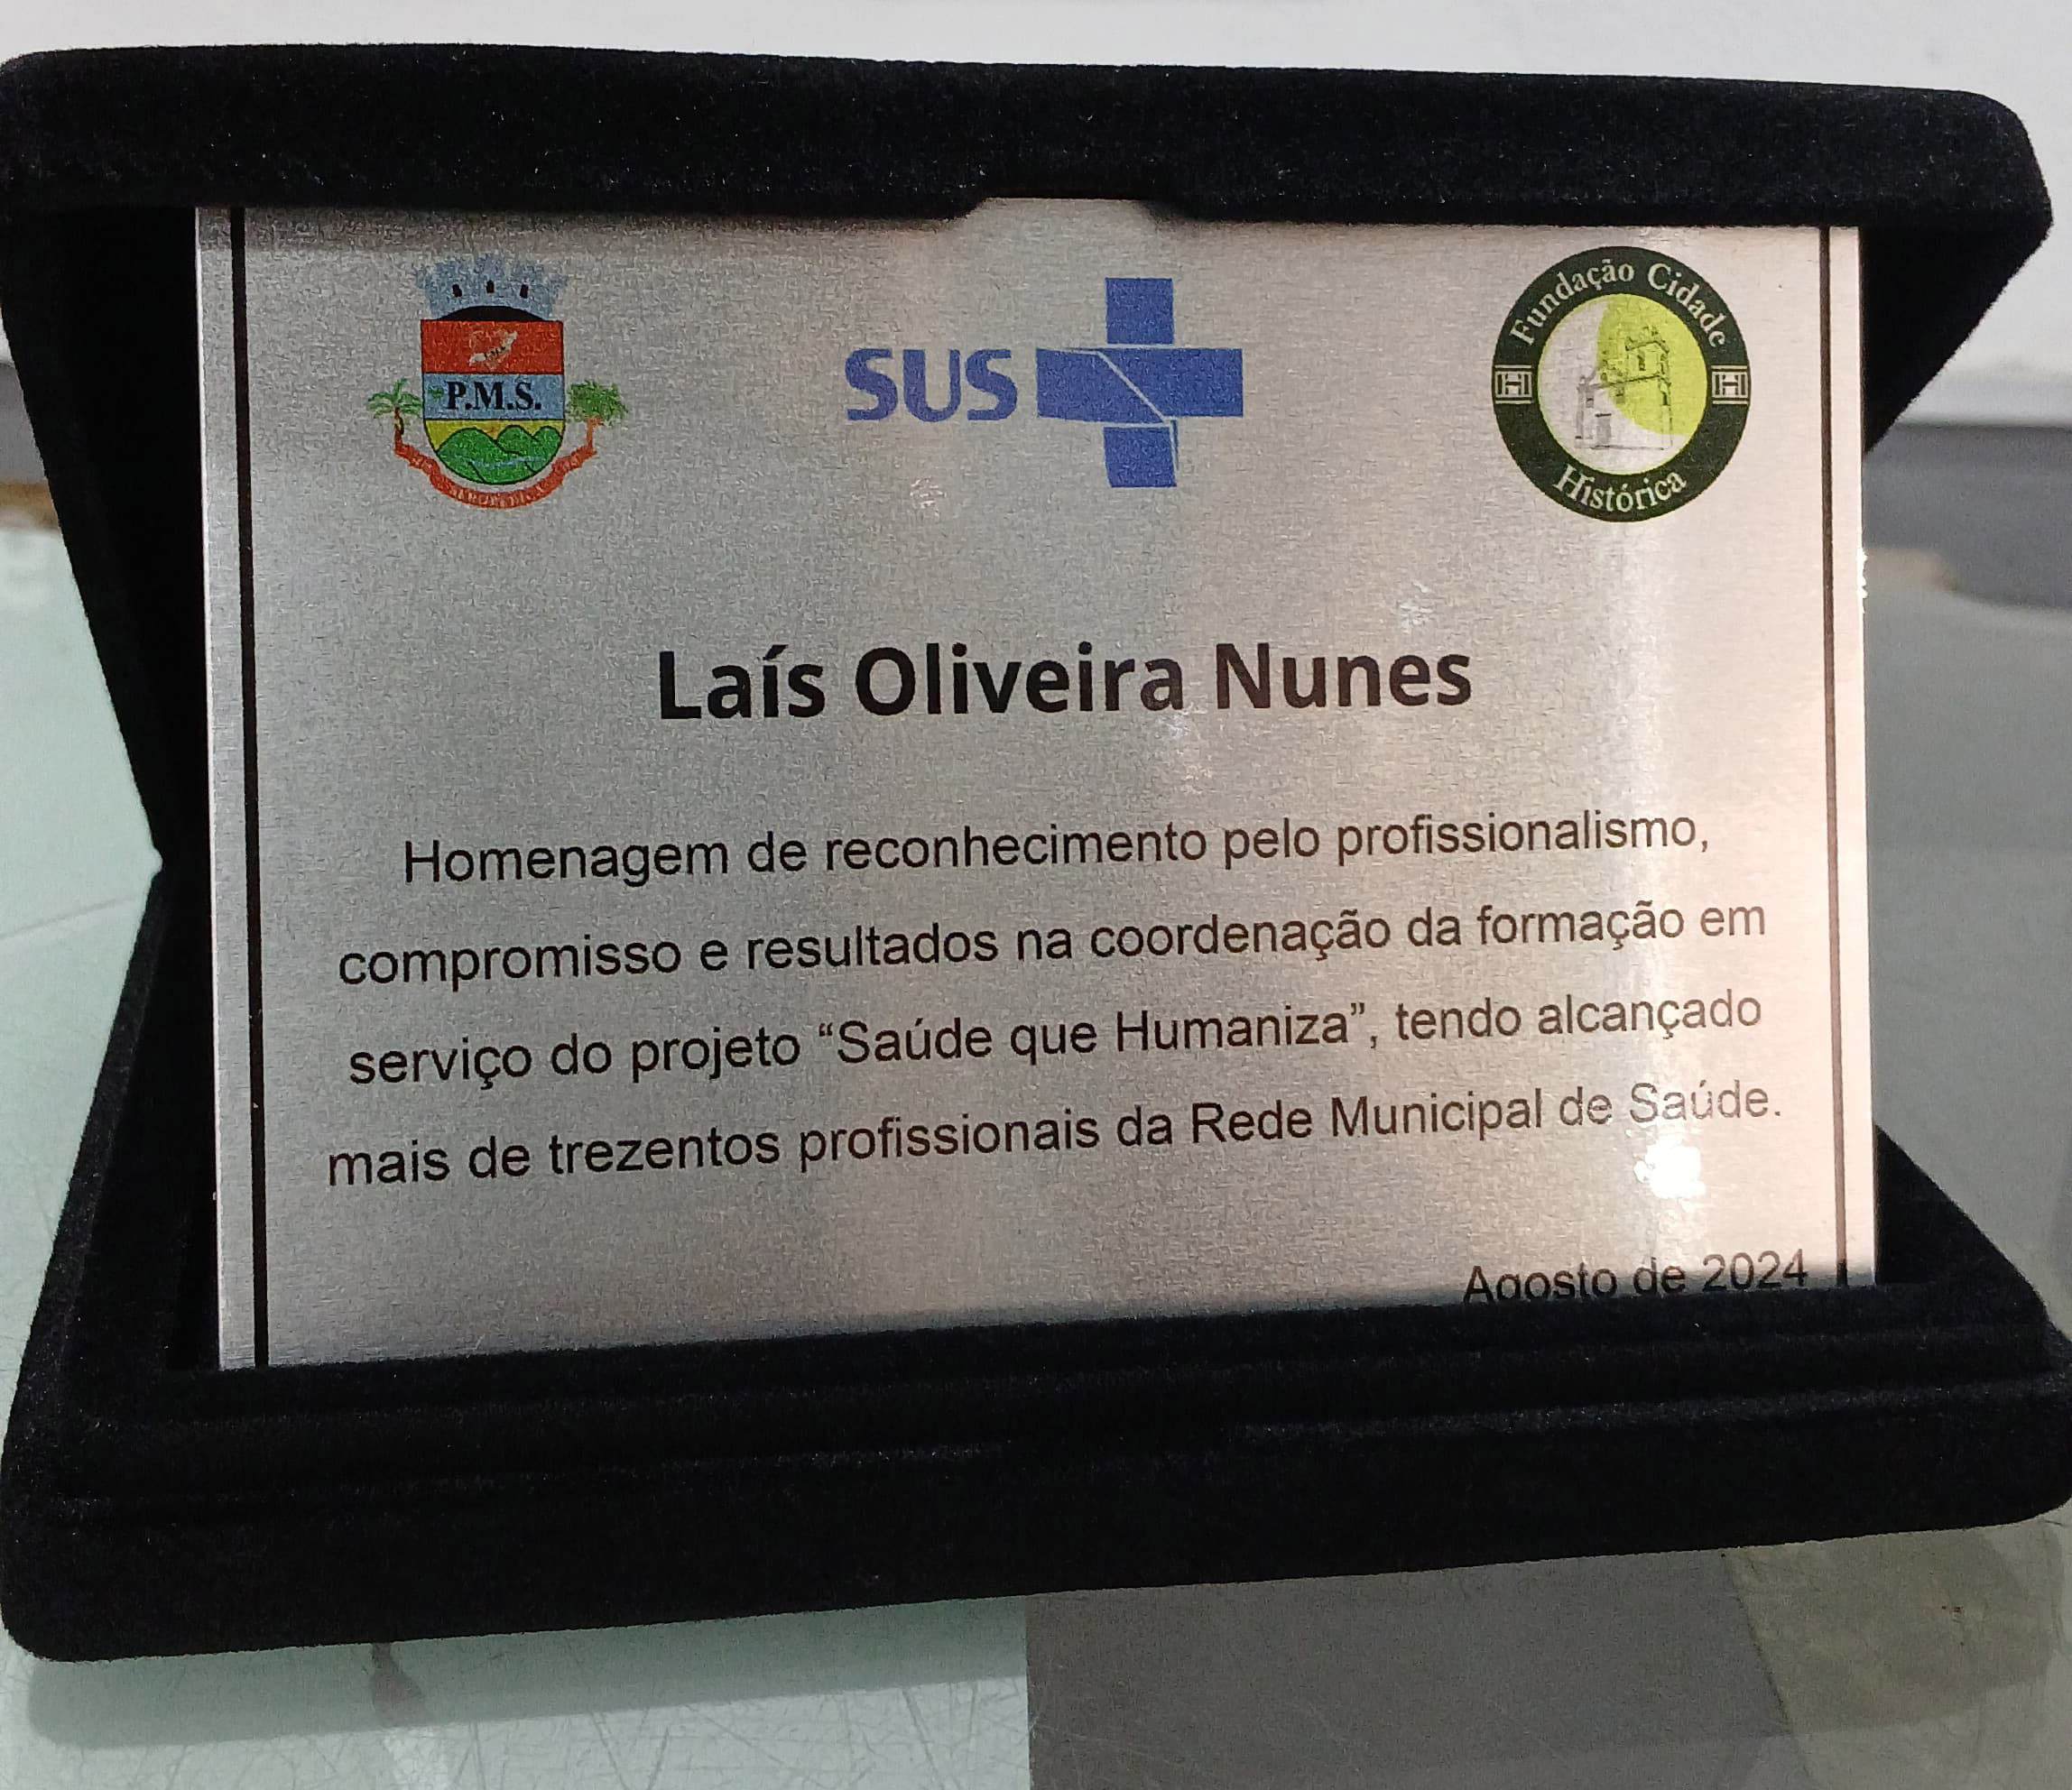 P.M.S.
SUS
Fundação Cidade
Histórica
Laís Oliveira Nunes
Homenagem de reconhecimento pelo profissionalismo,
compromisso e resultados na coordenação da formação em
serviço do projeto “Saúde que Humaniza”, tendo alcançado
mais de trezentos profissionais da Rede Municipal de Saúde.
Agosto de 2024